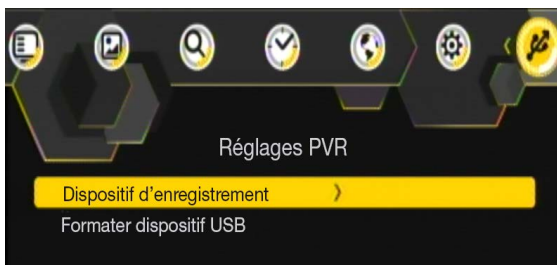 Réglages PVR
Dispositif d'enregistrement
Formater dispositif USB